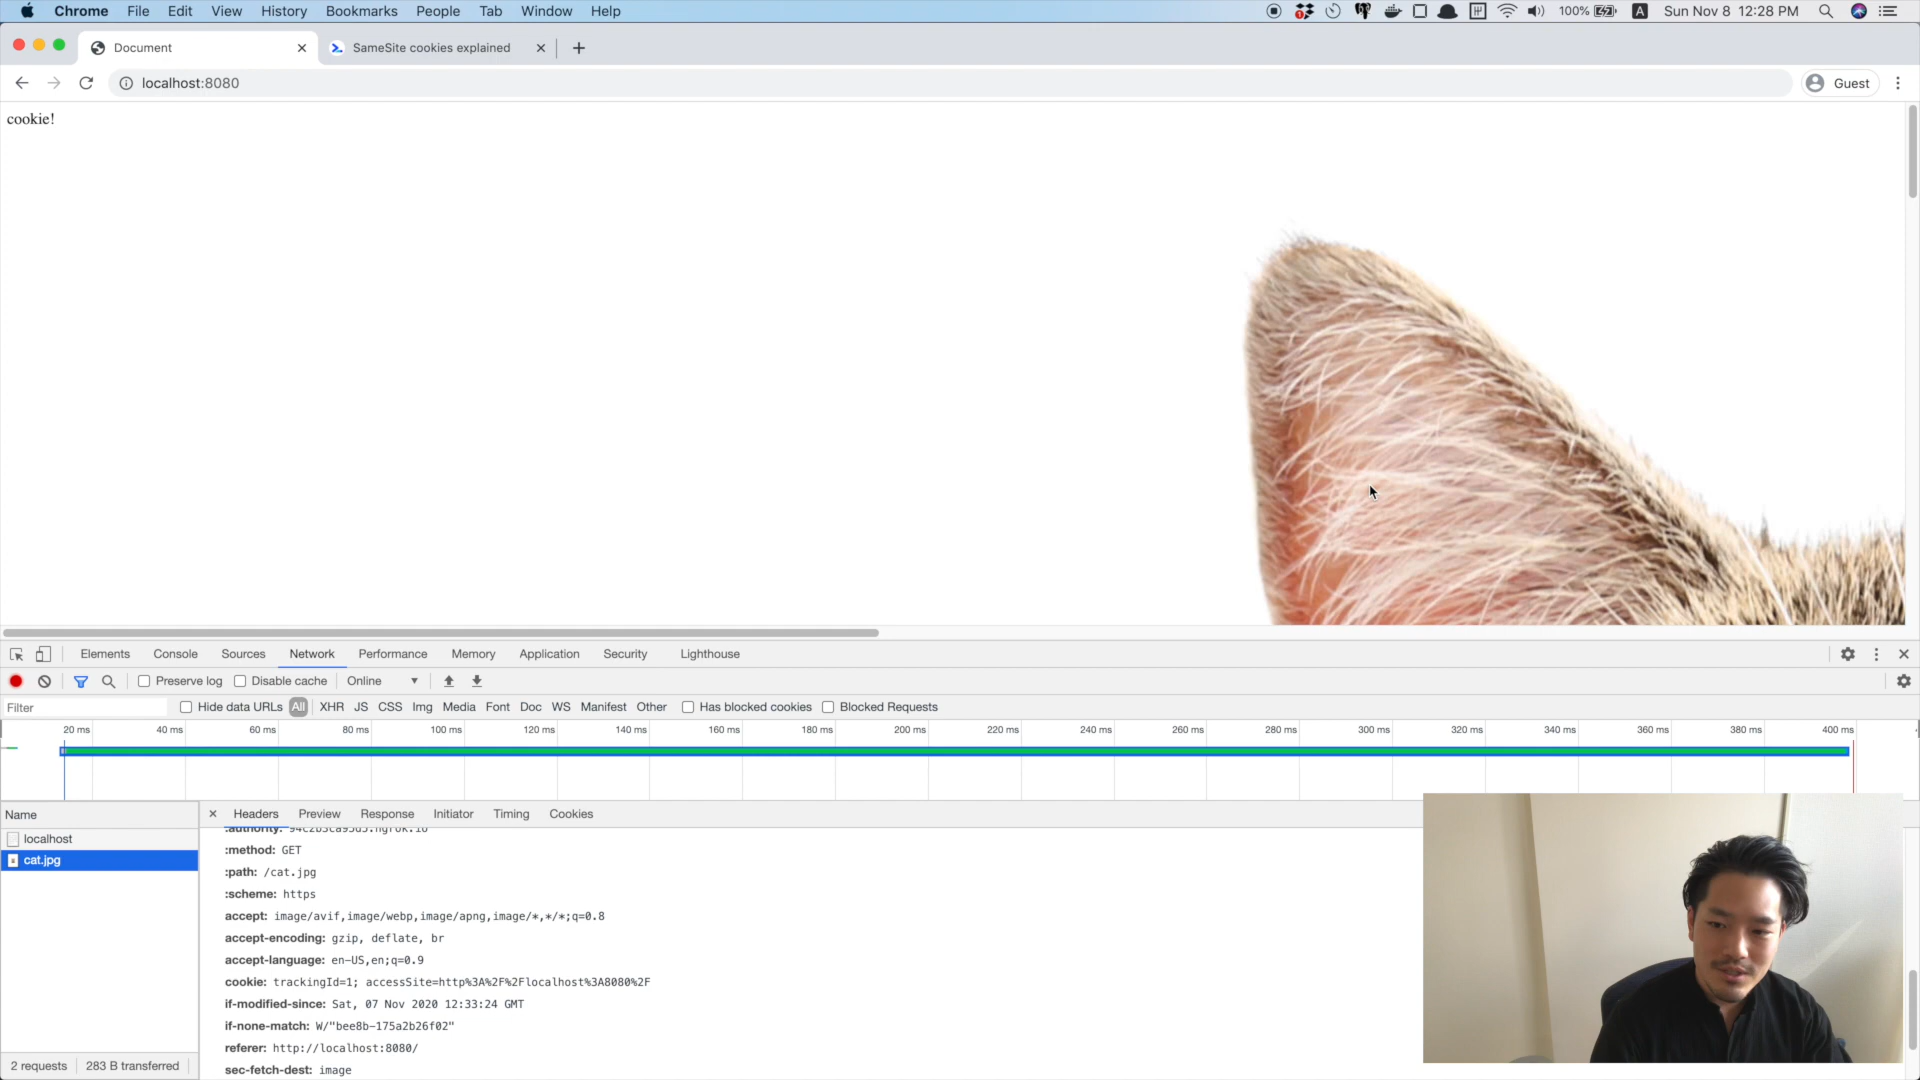 Chrome File Edit View History Bookmarks People Tab Window Help 100% A Sun Nov 8 12:28 PM
Document SameSite cookies explained
localhost:8080 Guest
cookie!
Elements Console Sources Network Performance Memory Application Security Lighthouse
Preserve log Disable cache Online
Filter Hide data URLs All XHR JS CSS Img Media Font Doc WS Manifest Other Has blocked cookies Blocked Requests
20 ms 40 ms 60 ms 80 ms 100 ms 120 ms 140 ms 160 ms 180 ms 200 ms 220 ms 240 ms 260 ms 280 ms 300 ms 320 ms 340 ms 360 ms 380 ms 400 ms
Name Headers Preview Response Initiator Timing Cookies
localhost
cat.jpg
:authority:
:method: GET
:path: /cat.jpg
:scheme: https
accept: image/avif,image/webp,image/apng,image/*,*/*;q=0.8
accept-encoding: gzip, deflate, br
accept-language: en-US,en;q=0.9
cookie: trackingId=1; accessSite=http%3A%2F%2Flocalhost%3A8080%2F
if-modified-since: Sat, 07 Nov 2020 12:33:24 GMT
if-none-match: W/"bee8b-175a2b26f02"
referer: http://localhost:8080/
sec-fetch-dest: image
2 requests 283 B transferred